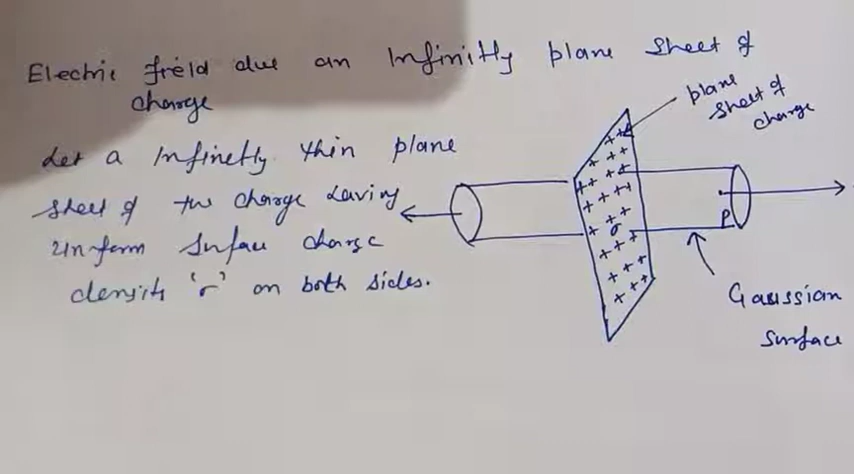 Electric field due an Infinitly plane sheet of
charge
Let a Infinetly thin plane
sheet of the charge having
uniform surface charge
density 'σ' on both sides.
plane
sheet of
charge
σ
P
Gaussian
surface